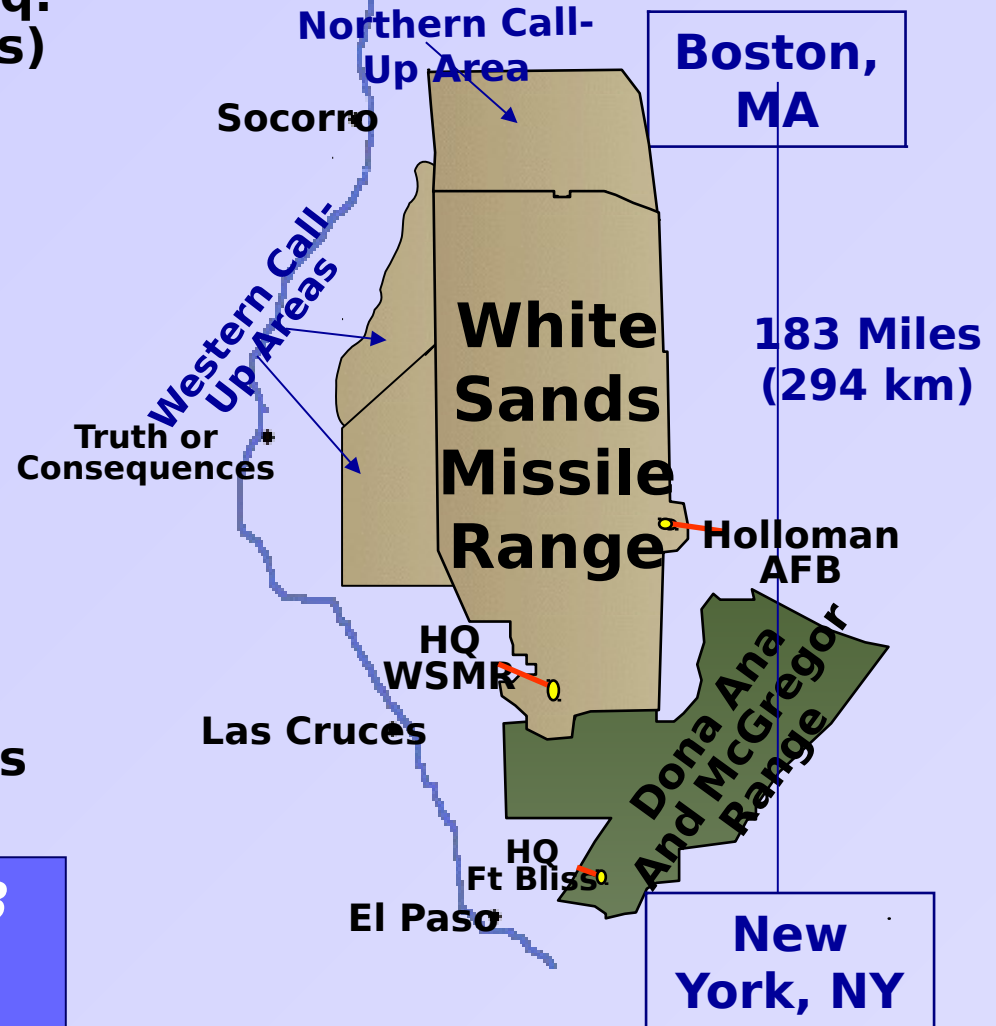 q.
s)
Northern Call-
Up Area
Boston,
MA
Socorro
Western Call-
Up Areas
White
Sands
Missile
Range
183 Miles
(294 km)
Truth or
Consequences
Holloman
AFB
HQ
WSMR
Las Cruces
Dona Ana
And McGregor
Range
s
HQ
Ft Bliss
El Paso
New
York, NY